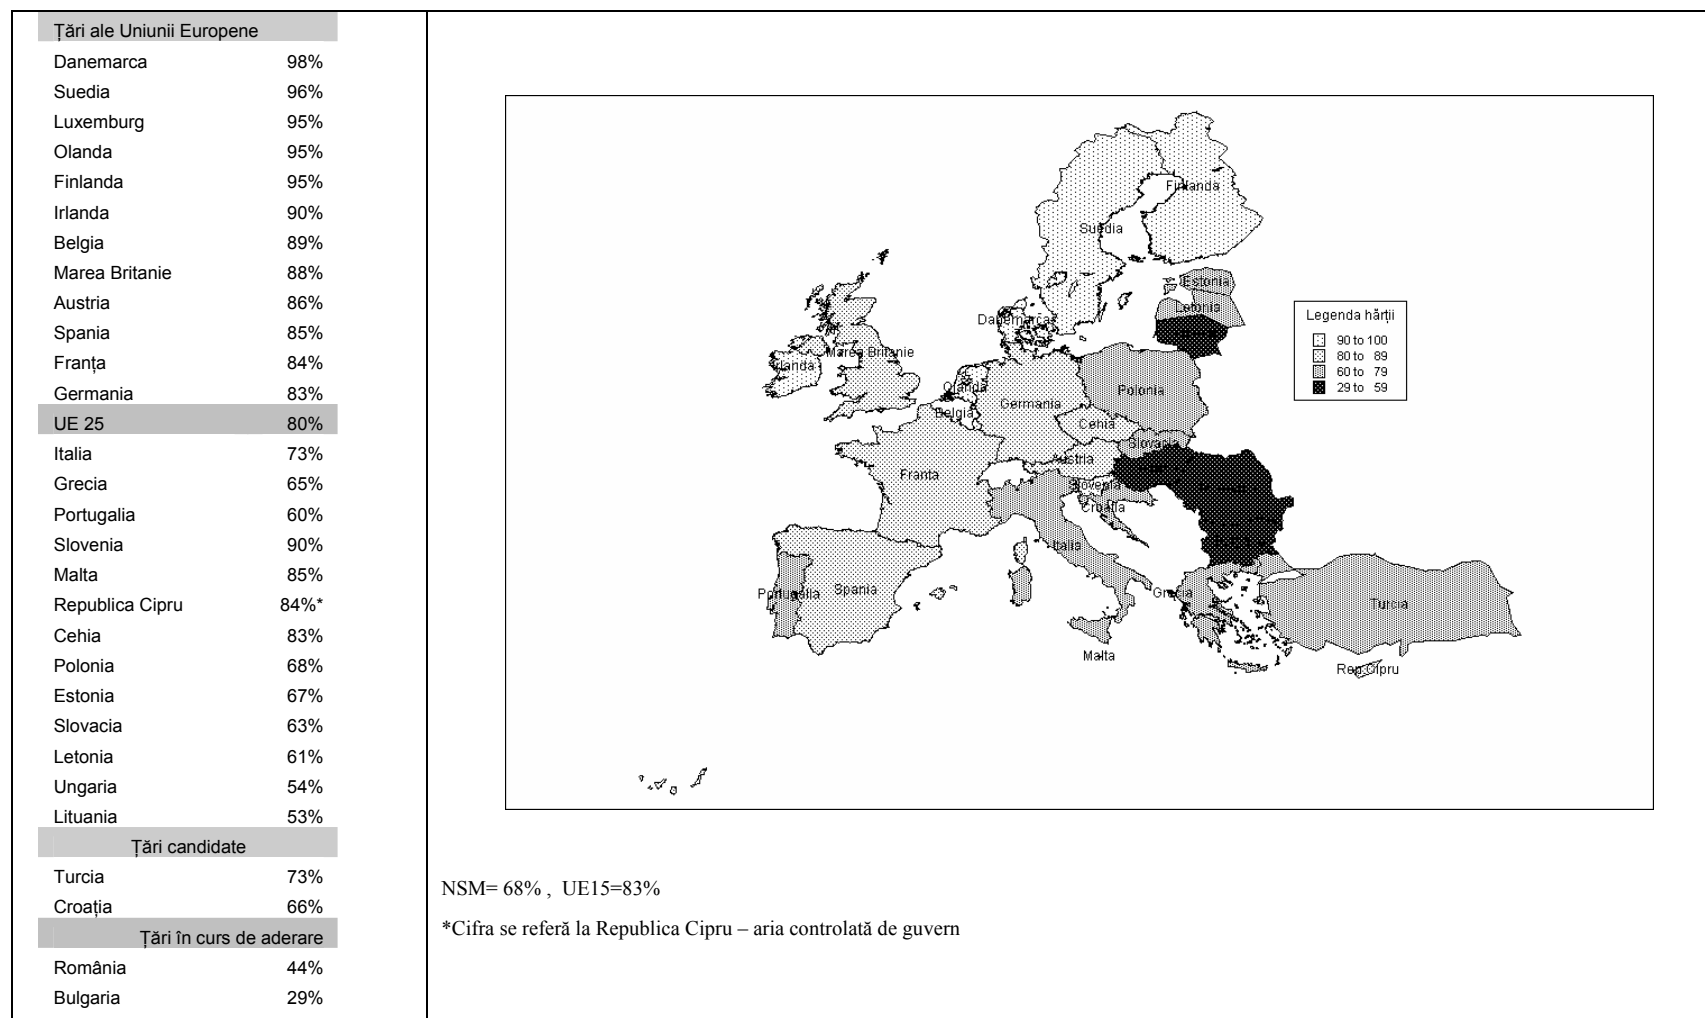 Țări ale Uniunii Europene
Danemarca 98%
Suedia 96%
Luxemburg 95%
Olanda 95%
Finlanda 95%
Irlanda 90%
Belgia 89%
Marea Britanie 88%
Austria 86%
Spania 85%
Franța 84%
Germania 83%
UE 25 80%
Italia 73%
Grecia 65%
Portugalia 60%
Slovenia 90%
Malta 85%
Republica Cipru 84%*
Cehia 83%
Polonia 68%
Estonia 67%
Slovacia 63%
Letonia 61%
Ungaria 54%
Lituania 53%
Țări candidate
Turcia 73%
Croația 66%
Țări în curs de aderare
România 44%
Bulgaria 29%
Finlanda
Suedia
Estonia
Letonia
Danemarca
Marea Britanie
Irlanda
Olanda
Belgia
Germania
Polonia
Cehia
Slovacia
Austria
Franta
Slovenia
Croatia
Italia
Spania
Portugalia
Grecia
Turcia
Malta
Rep.Cipru
Legenda hărții
90 to 100
80 to 89
60 to 79
29 to 59
NSM= 68% , UE15=83%
*Cifra se referă la Republica Cipru – aria controlată de guvern